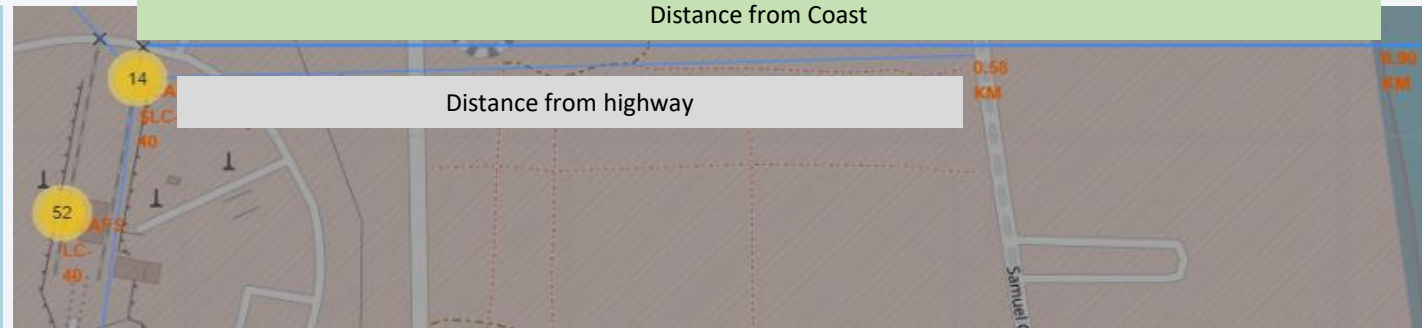 Distance from Coast
14
0.58
KM
0.90
KM
Distance from highway
SLC-
40
52
AFS
LC-
40
Samuel